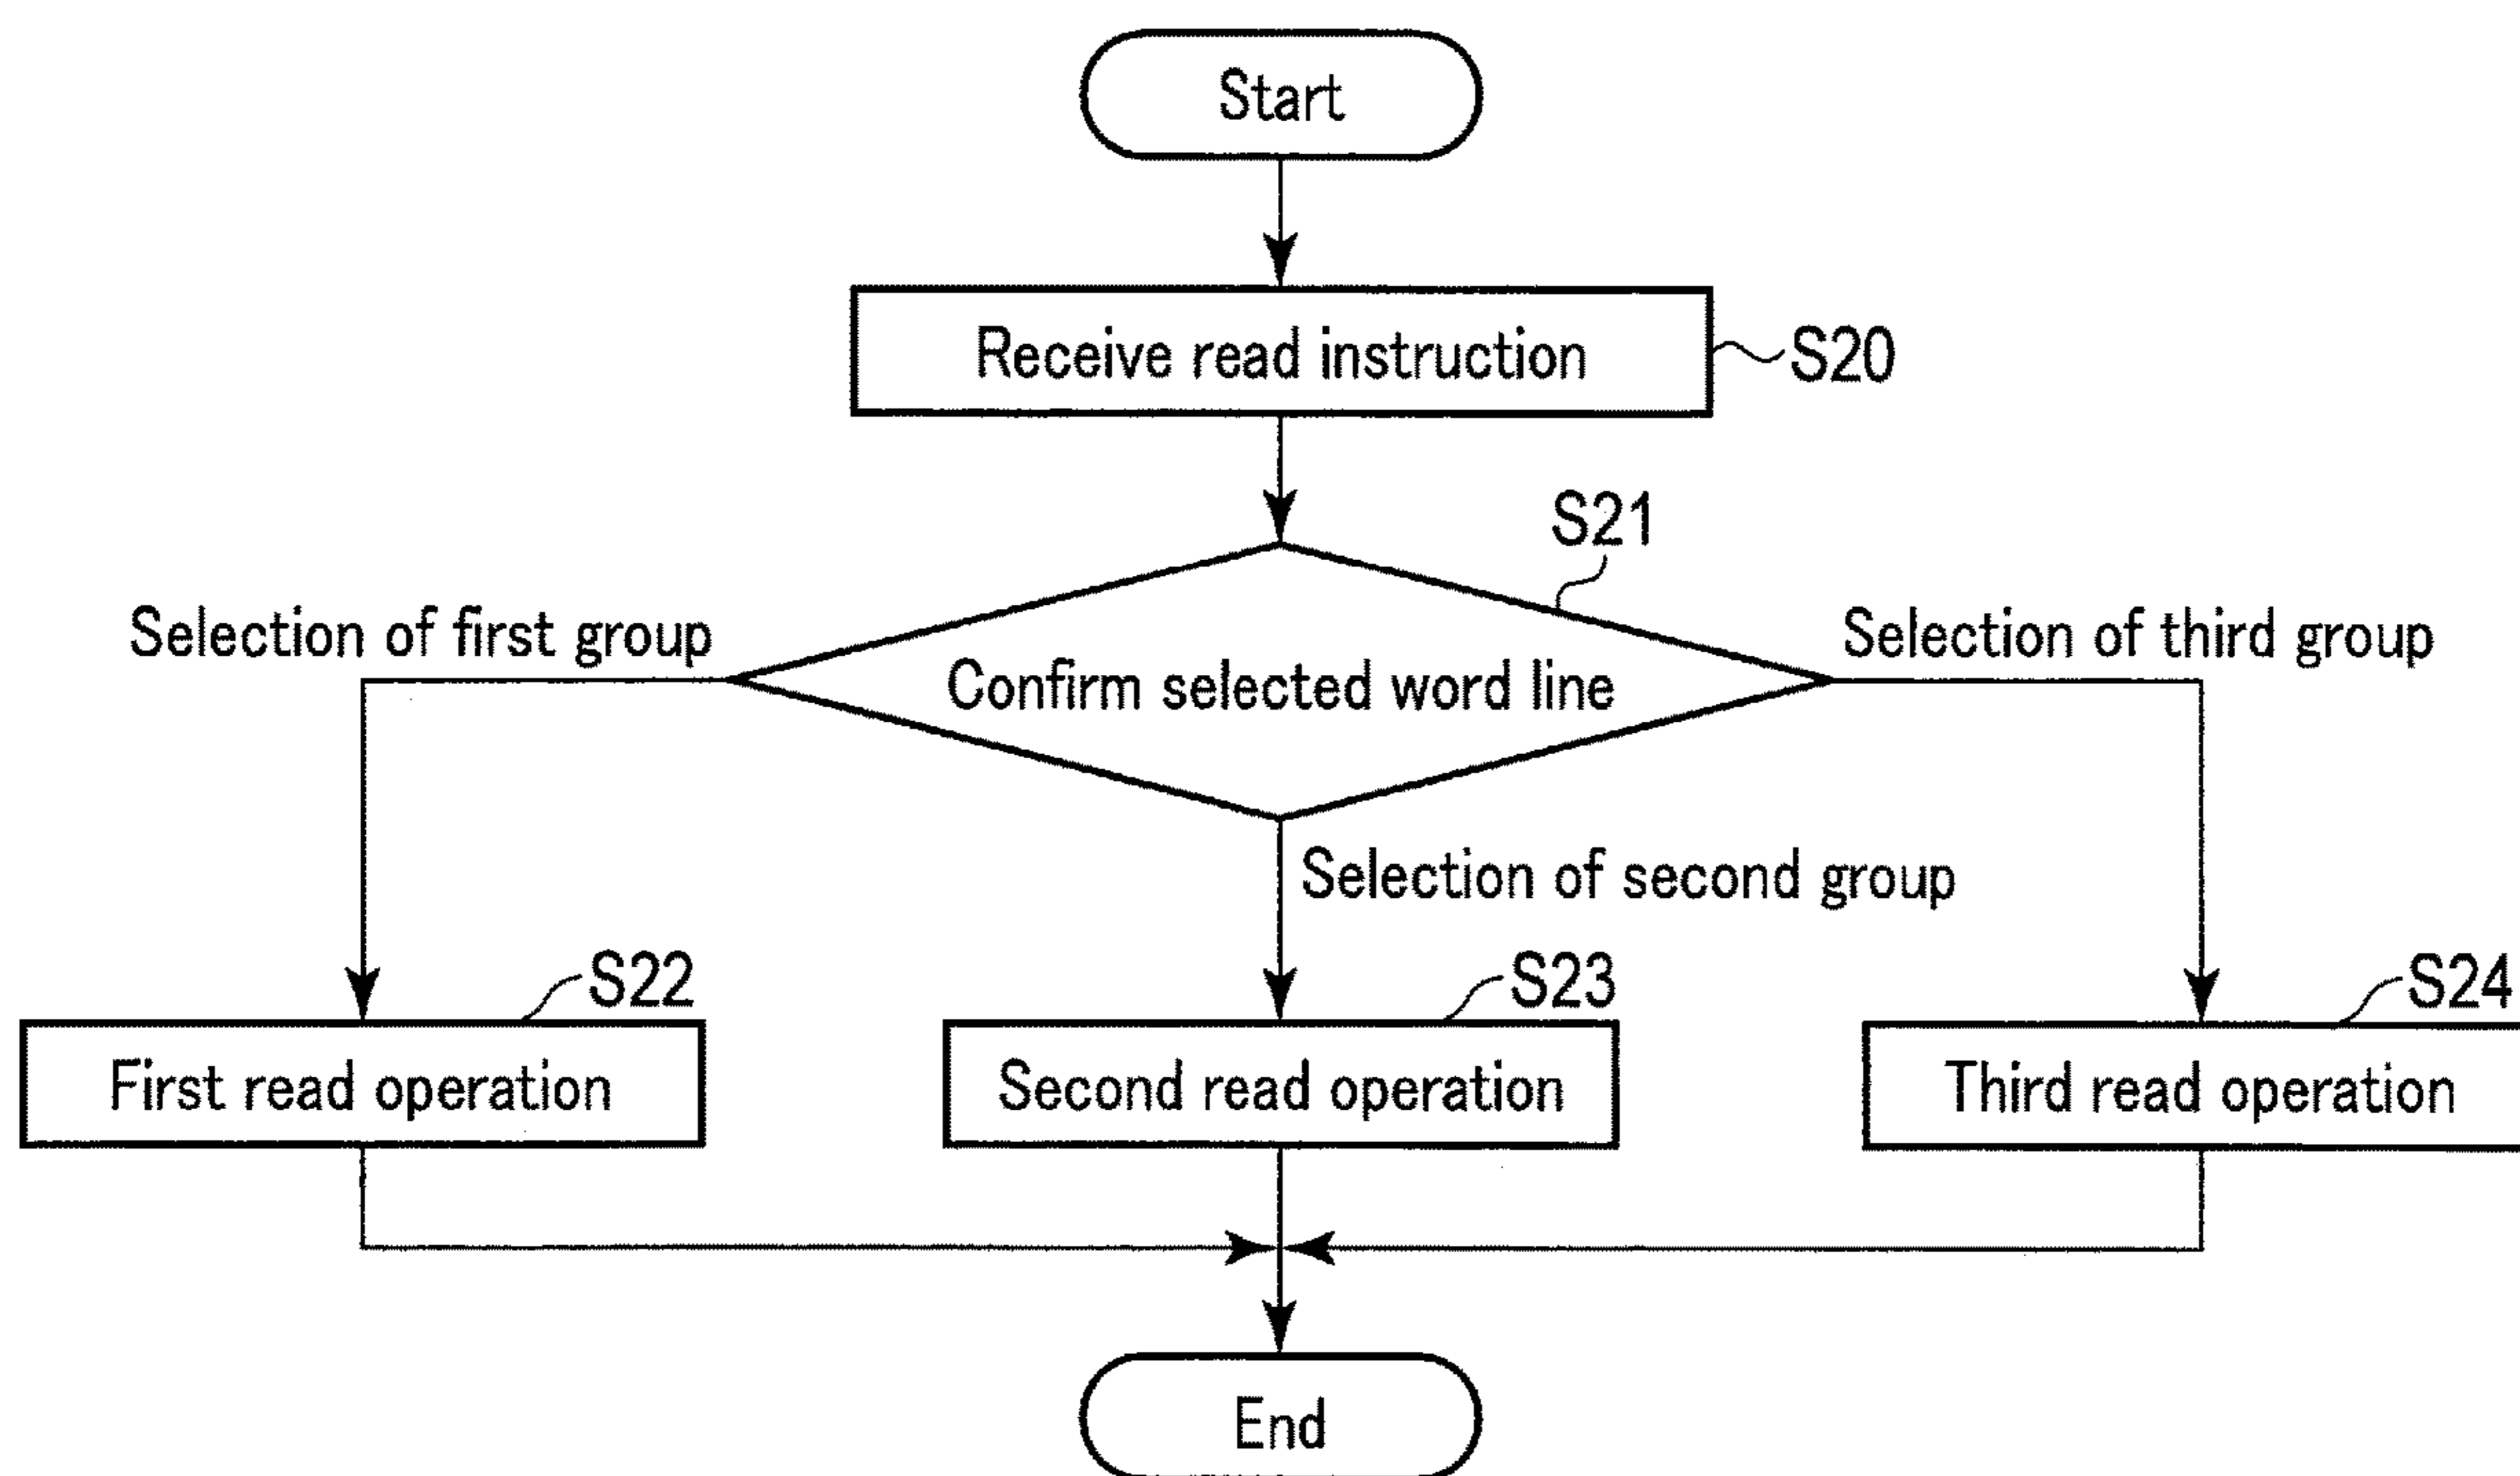 Start
Receive read instruction
S20
S21
Selection of first group
Confirm selected word line
Selection of third group
Selection of second group
S22
S23
S24
First read operation
Second read operation
Third read operation
End